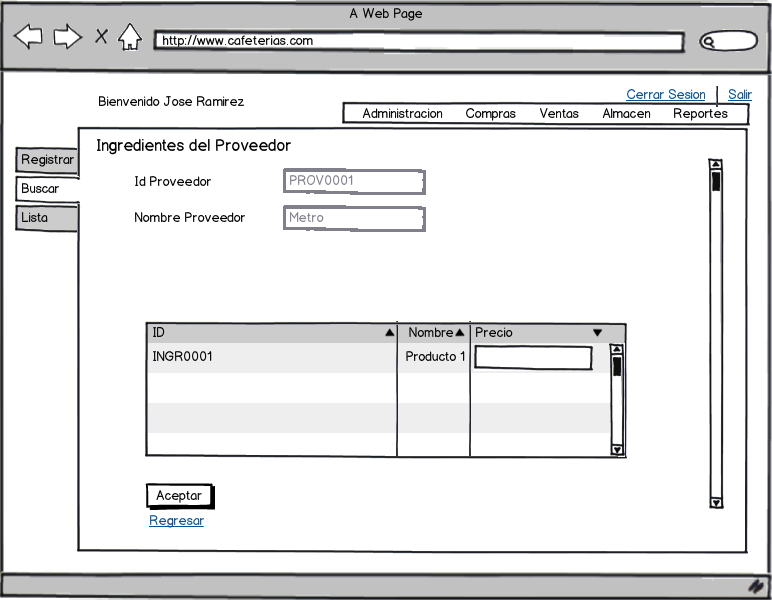 A Web Page
http://www.cafeterias.com
Cerrar Sesion Salir
Bienvenido Jose Ramirez
Administracion Compras Ventas Almacen Reportes
Ingredientes del Proveedor
Registrar
Buscar
Lista
Id Proveedor PROV0001
Nombre Proveedor Metro
ID Nombre Precio
INGR0001 Producto 1
Aceptar
Regresar